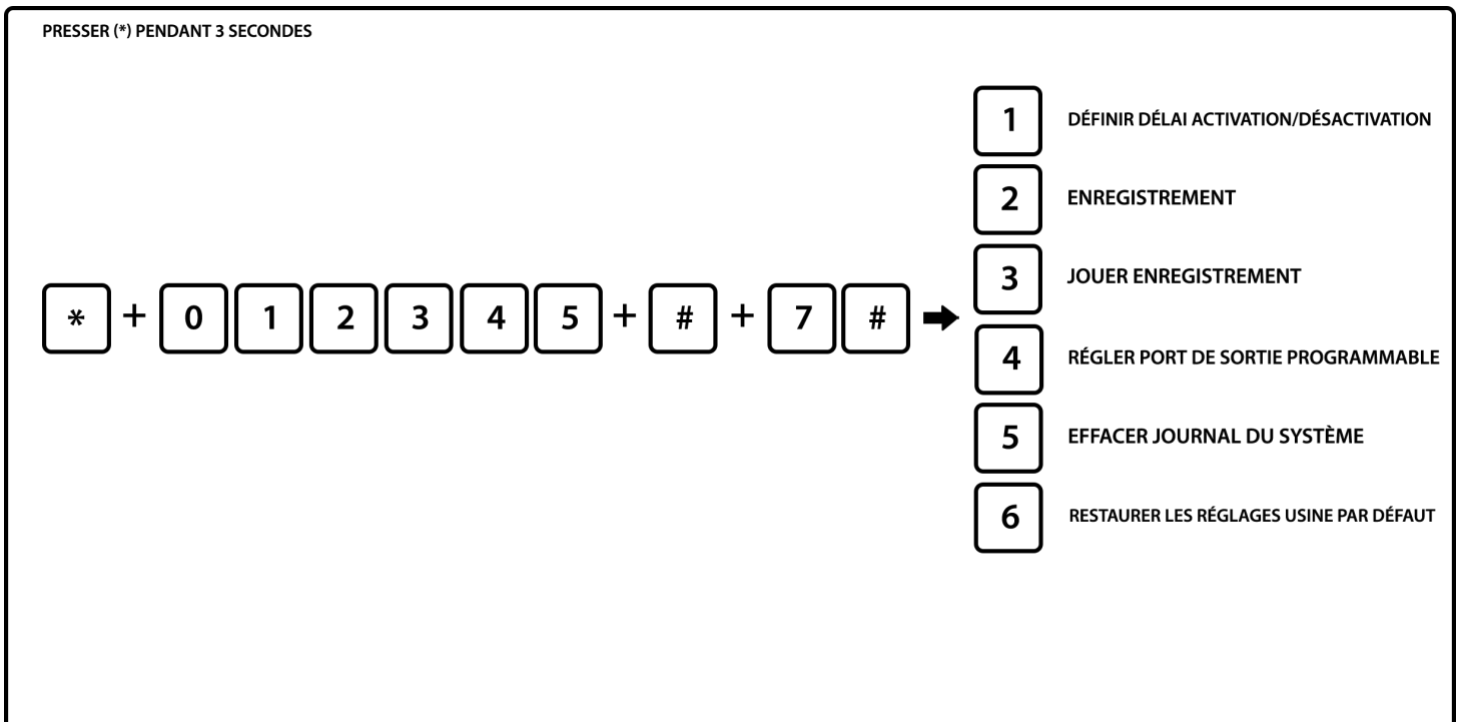 PRESSER (*) PENDANT 3 SECONDES
1 DÉFINIR DÉLAI ACTIVATION/DÉSACTIVATION
2 ENREGISTREMENT
3 JOUER ENREGISTREMENT
* + 0 1 2 3 4 5 + # + 7 #
4 RÉGLER PORT DE SORTIE PROGRAMMABLE
5 EFFACER JOURNAL DU SYSTÈME
6 RESTAURER LES RÉGLAGES USINE PAR DÉFAUT